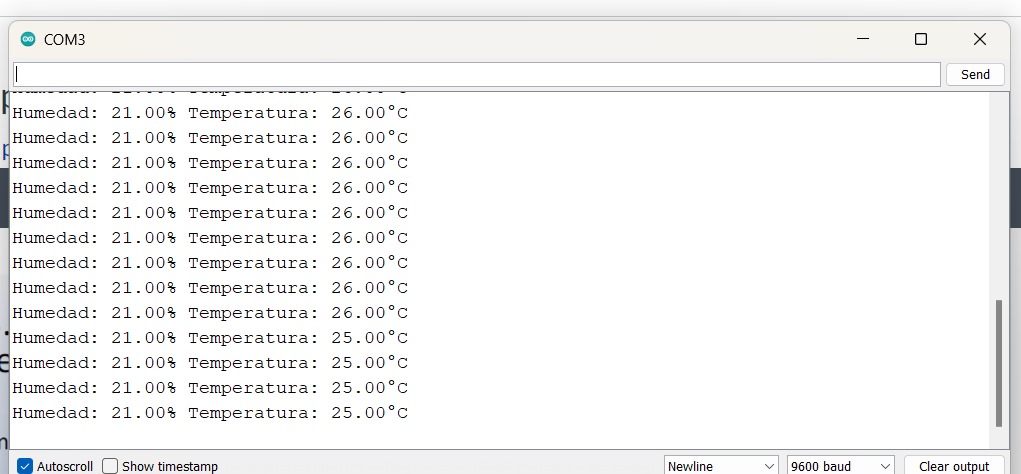 COM3
Send
Humedad: 21.00% Temperatura: 26.00°C
Humedad: 21.00% Temperatura: 26.00°C
Humedad: 21.00% Temperatura: 26.00°C
Humedad: 21.00% Temperatura: 26.00°C
Humedad: 21.00% Temperatura: 26.00°C
Humedad: 21.00% Temperatura: 26.00°C
Humedad: 21.00% Temperatura: 26.00°C
Humedad: 21.00% Temperatura: 26.00°C
Humedad: 21.00% Temperatura: 26.00°C
Humedad: 21.00% Temperatura: 25.00°C
Humedad: 21.00% Temperatura: 25.00°C
Humedad: 21.00% Temperatura: 25.00°C
Humedad: 21.00% Temperatura: 25.00°C
Autoscroll Show timestamp Newline 9600 baud Clear output